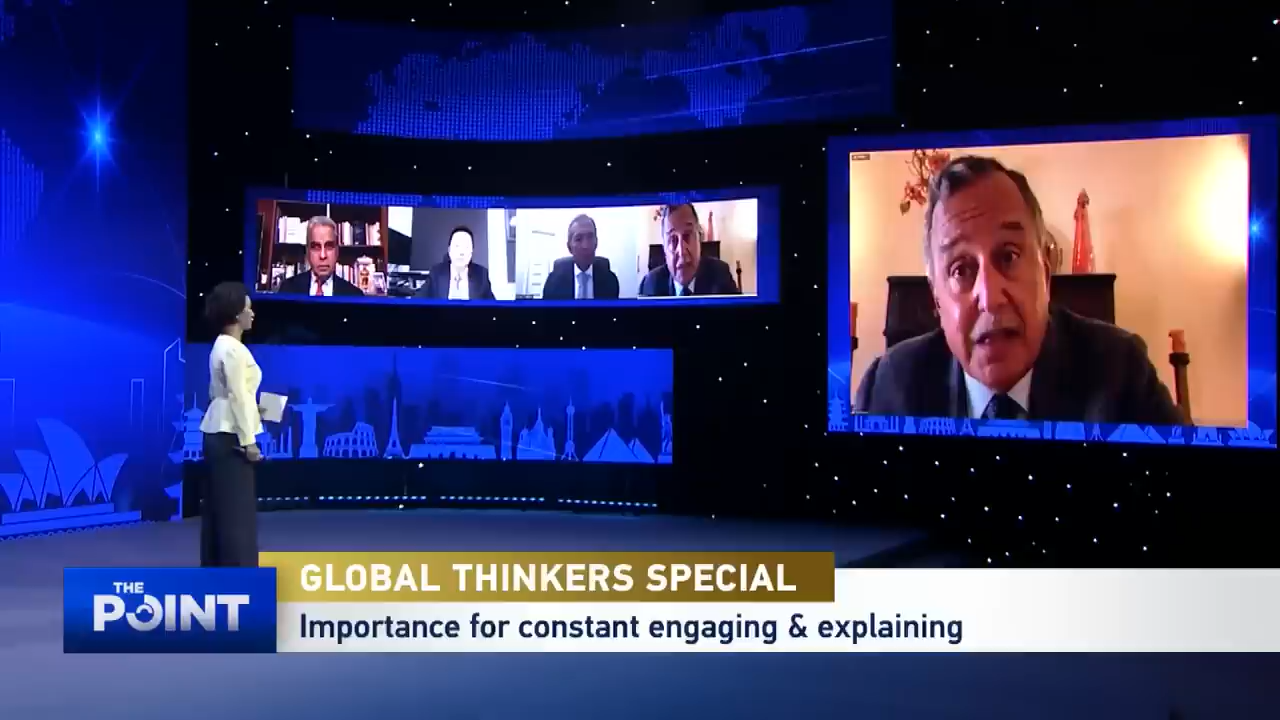 GLOBAL THINKERS SPECIAL
THE
POINT
Importance for constant engaging & explaining